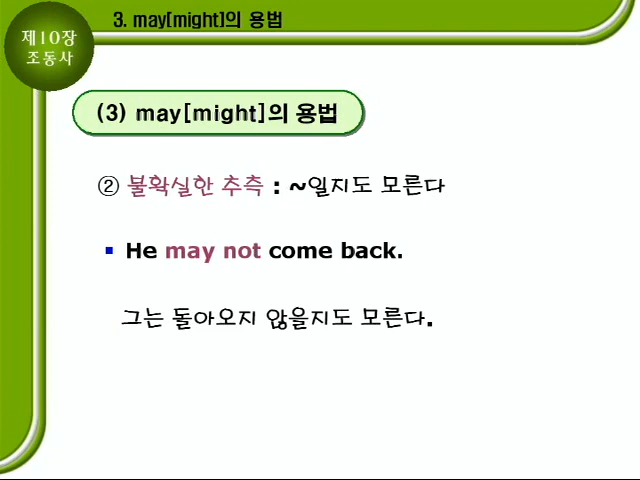 3. may[might]의 용법
제10장
조동사
(3) may[might]의 용법
② 불확실한 추측 : ~일지도 모른다
▪ He may not come back.
그는 돌아오지 않을지도 모른다.